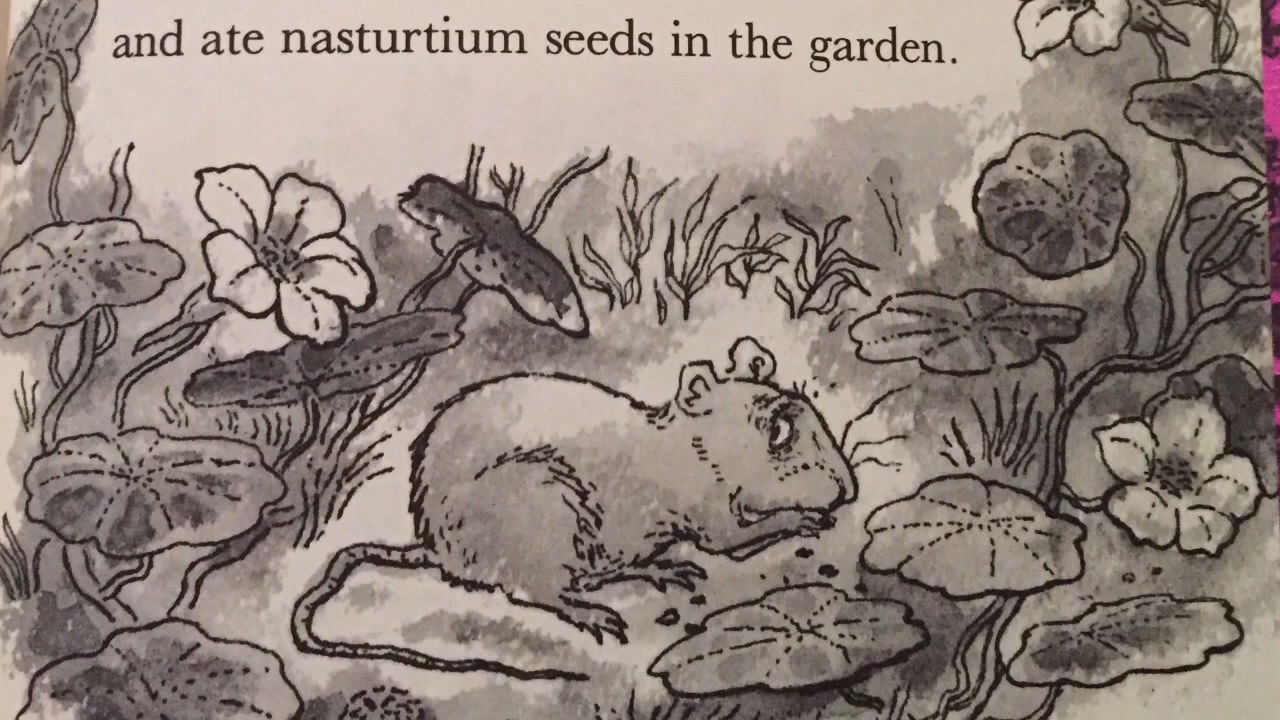 and ate nasturtium seeds in the garden.